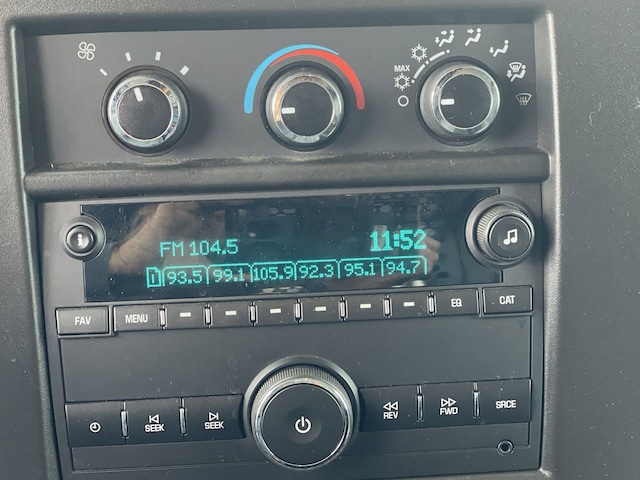 MAX
i
FM 104.5 11:52
1 93.5 99.1 105.9 92.3 95.1 94.7
FAV MENU EQ CAT
SEEK SEEK REV FWD SRCE